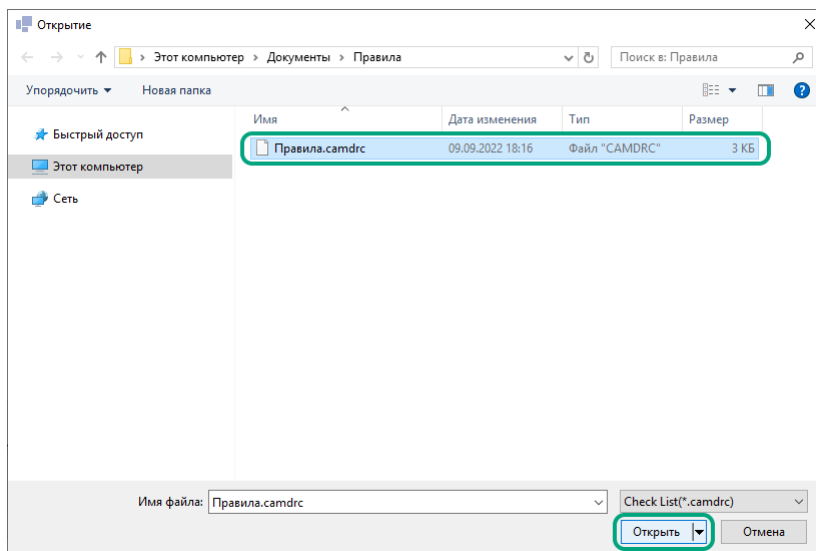 Открытие
Этот компьютер > Документы > Правила
Поиск в: Правила
Упорядочить
Новая папка
Имя
Дата изменения
Тип
Размер
Быстрый доступ
Правила.camdrc
09.09.2022 18:16
Файл "CAMDRC"
3 КБ
Этот компьютер
Сеть
Имя файла: Правила.camdrc
Check List(*.camdrc)
Открыть
Отмена